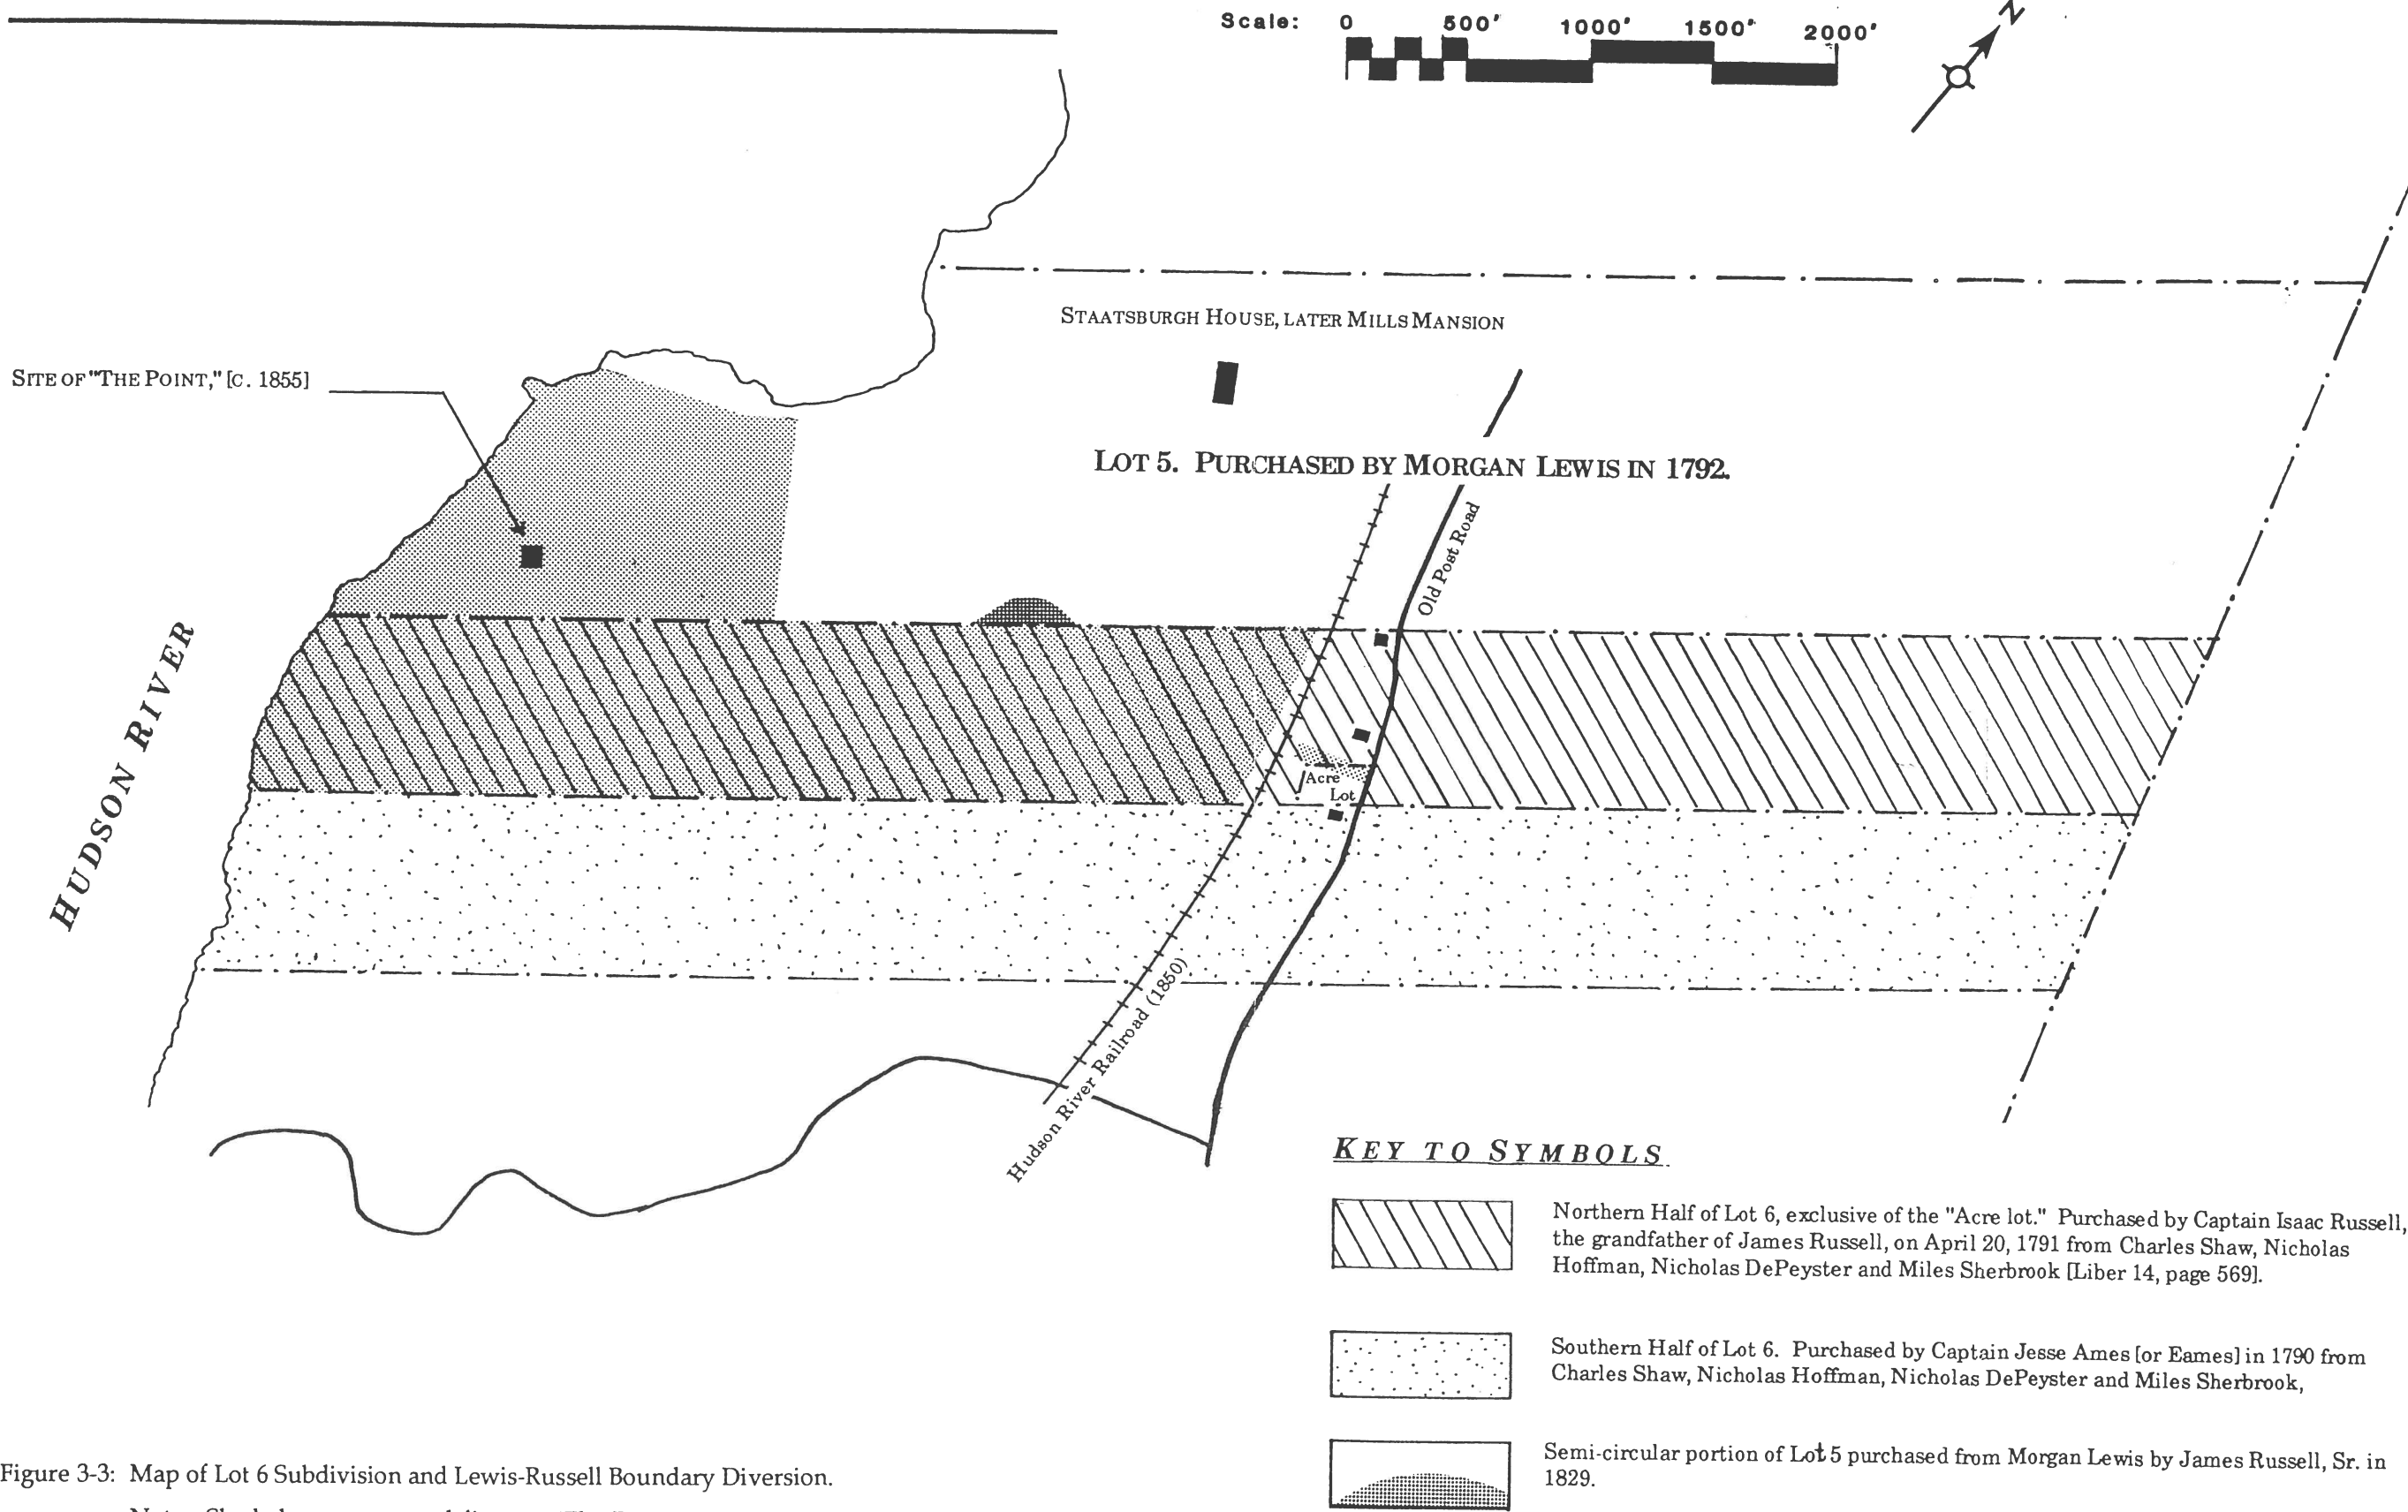 Scale: 0 500' 1000' 1500' 2000'
N
STAATSBURGH HOUSE, LATER MILLS MANSION
SITE OF "THE POINT," [C. 1855]
LOT 5. PURCHASED BY MORGAN LEWIS IN 1792.
Old Post Road
HUDSON RIVER
Acre
Lot
Hudson River Railroad (1850)
KEY TO SYMBOLS
Northern Half of Lot 6, exclusive of the "Acre lot." Purchased by Captain Isaac Russell,
the grandfather of James Russell, on April 20, 1791 from Charles Shaw, Nicholas
Hoffman, Nicholas DePeyster and Miles Sherbrook [Liber 14, page 569].
Southern Half of Lot 6. Purchased by Captain Jesse Ames [or Eames] in 1790 from
Charles Shaw, Nicholas Hoffman, Nicholas DePeyster and Miles Sherbrook,
Semi-circular portion of Lot 5 purchased from Morgan Lewis by James Russell, Sr. in
1829.
Figure 3-3: Map of Lot 6 Subdivision and Lewis-Russell Boundary Diversion.